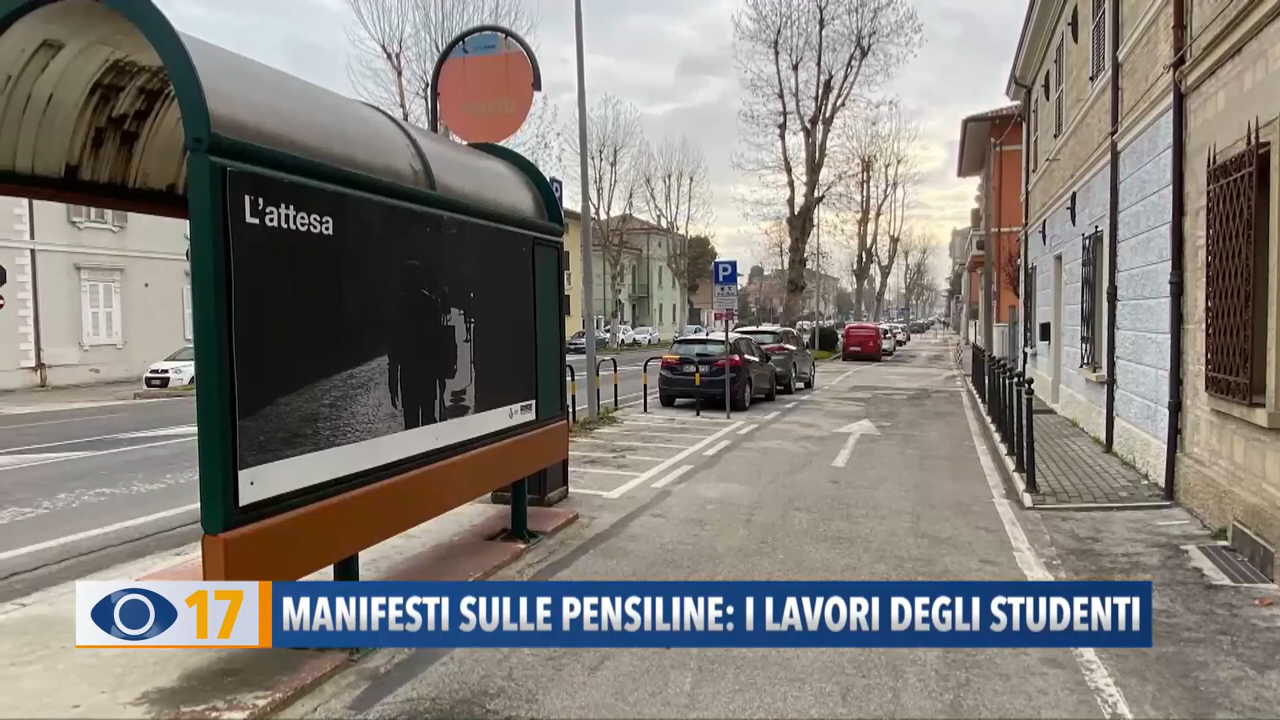 L'attesa
P
17
MANIFESTI SULLE PENSILINE: I LAVORI DEGLI STUDENTI